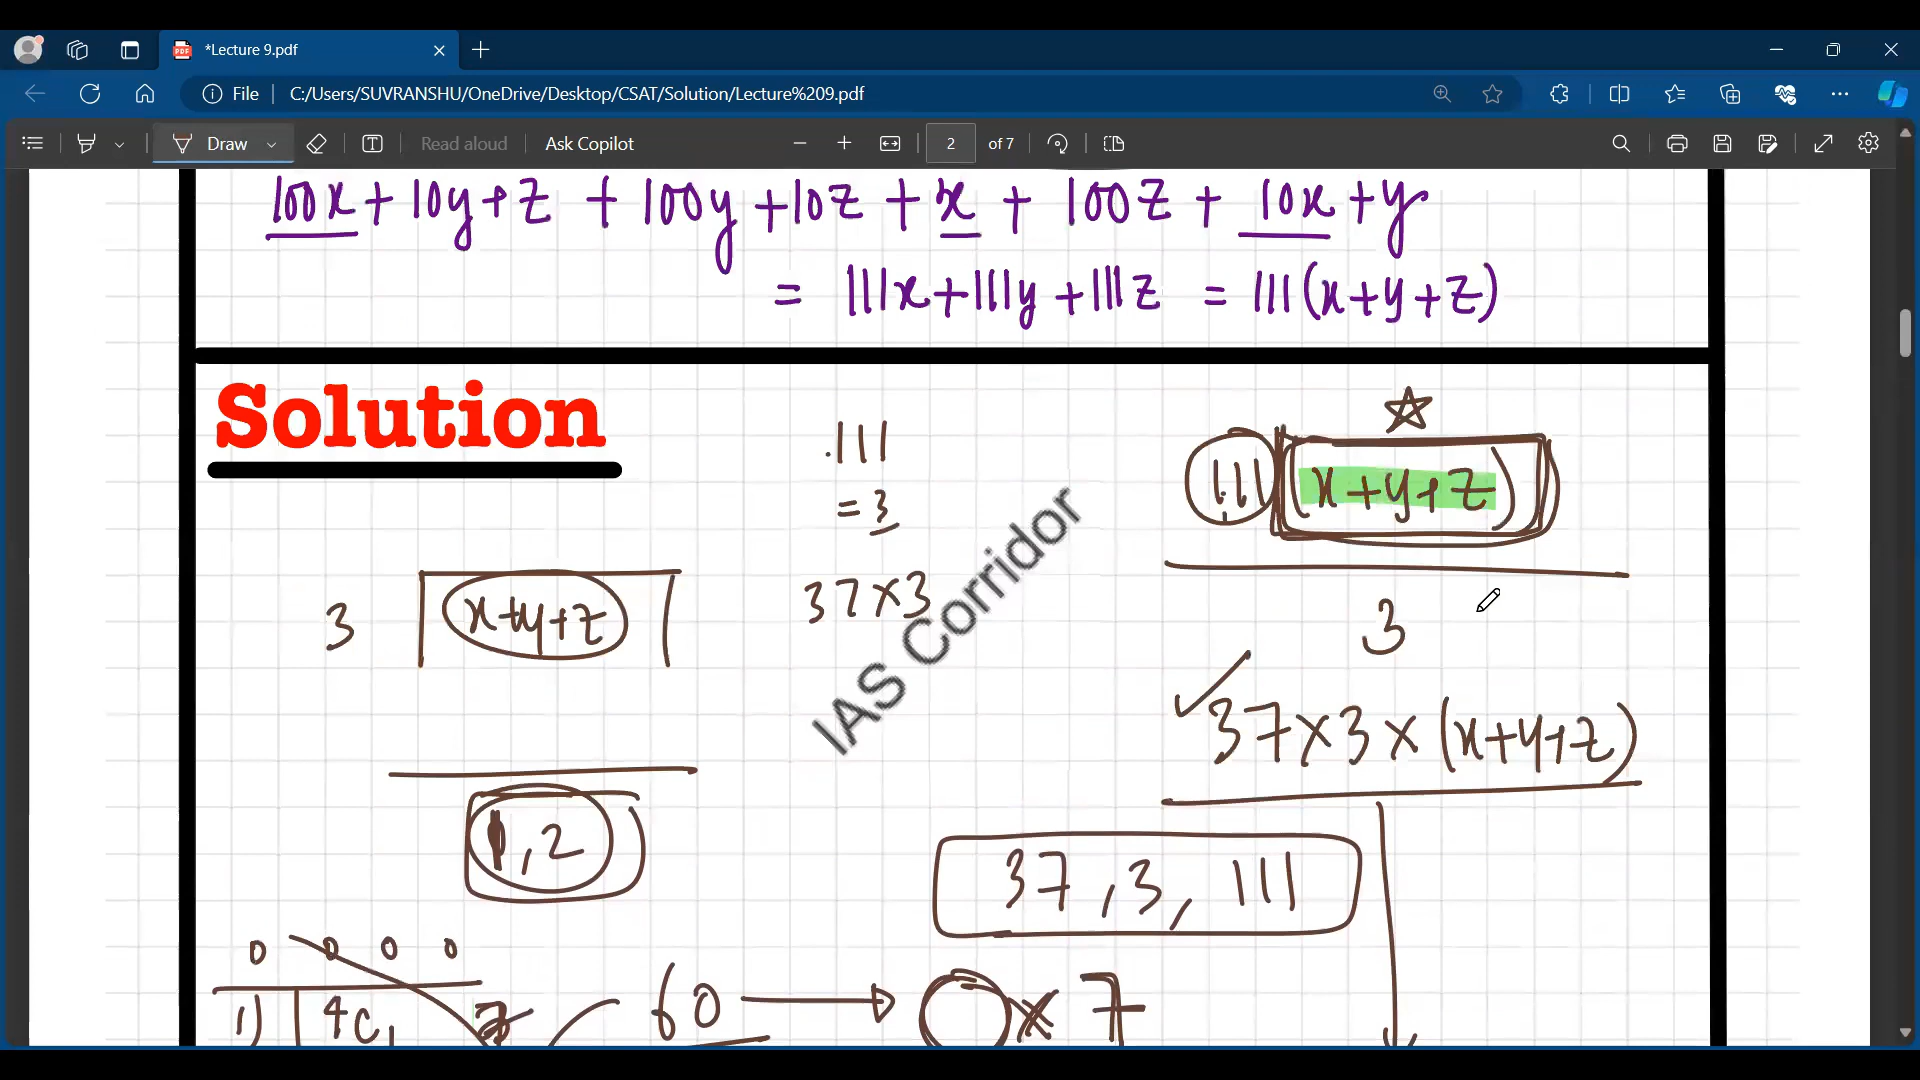 *Lecture 9.pdf
File C:/Users/SUVRANSHU/OneDrive/Desktop/CSAT/Solution/Lecture%209.pdf
Draw Read aloud Ask Copilot 2 of 7
100x + 10y + z + 100y + 10z + x + 100z + 10x + y
= 111x + 111y + 111z = 111(x+y+z)
Solution
111
= 3
37 × 3
111 (x+y+z)
3
3 x+y+z
37 × 3 × (x+y+z)
1, 2
37, 3, 111
IAS Corridor
0 0 0 0
60 × 7